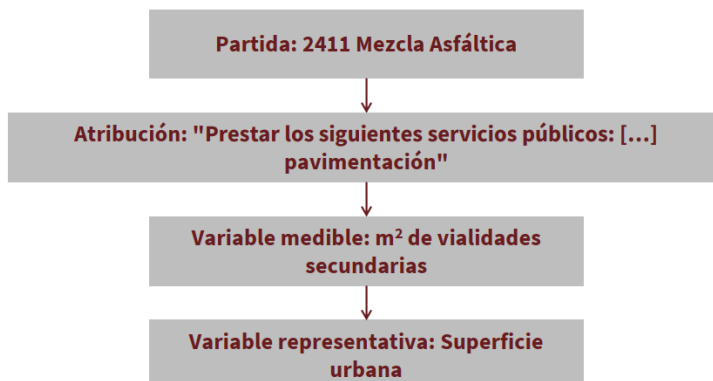 Partida: 2411 Mezcla Asfáltica
Atribución: "Prestar los siguientes servicios públicos: [...]
pavimentación"
Variable medible: m² de vialidades
secundarias
Variable representativa: Superficie
urbana